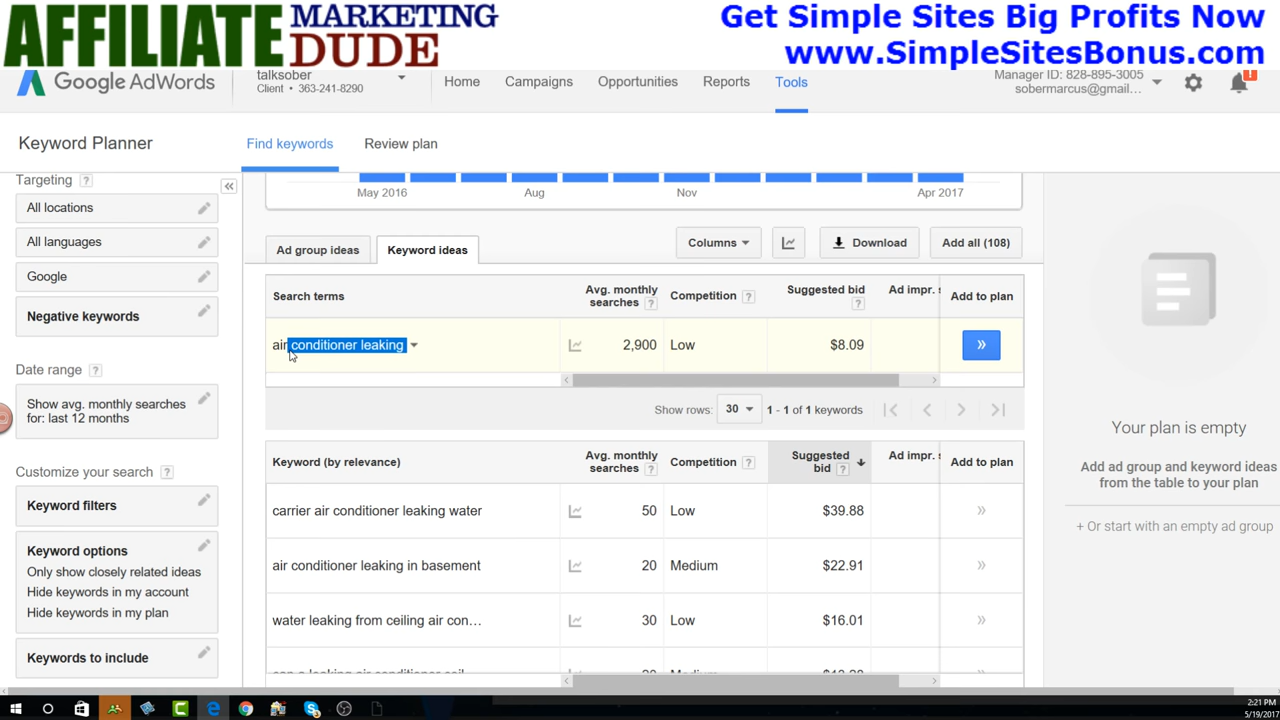 AFFILIATE MARKETING DUDE
Get Simple Sites Big Profits Now
www.SimpleSitesBonus.com
Google AdWords
talksober
Client • 363-241-8290
Home
Campaigns
Opportunities
Reports
Tools
Manager ID: 828-895-3005
sobermarcus@gmail...
1
Keyword Planner
Find keywords
Review plan
Targeting ?
All locations
All languages
Google
Negative keywords
Date range ?
Show avg. monthly searches
for: last 12 months
Customize your search ?
Keyword filters
Keyword options
Only show closely related ideas
Hide keywords in my account
Hide keywords in my plan
Keywords to include
«
May 2016
Aug
Nov
Apr 2017
Ad group ideas
Keyword ideas
Columns
Download
Add all (108)
Search terms
Avg. monthly searches ?
Competition ?
Suggested bid ?
Ad impr. s
Add to plan
air conditioner leaking
2,900
Low
$8.09
»
Show rows: 30
1 - 1 of 1 keywords
Keyword (by relevance)
Avg. monthly searches ?
Competition ?
Suggested bid ?
Ad impr. s
Add to plan
carrier air conditioner leaking water
50
Low
$39.88
»
air conditioner leaking in basement
20
Medium
$22.91
»
water leaking from ceiling air con…
30
Low
$16.01
»
Your plan is empty
Add ad group and keyword ideas
from the table to your plan
+ Or start with an empty ad group
2:21 PM
5/19/2017